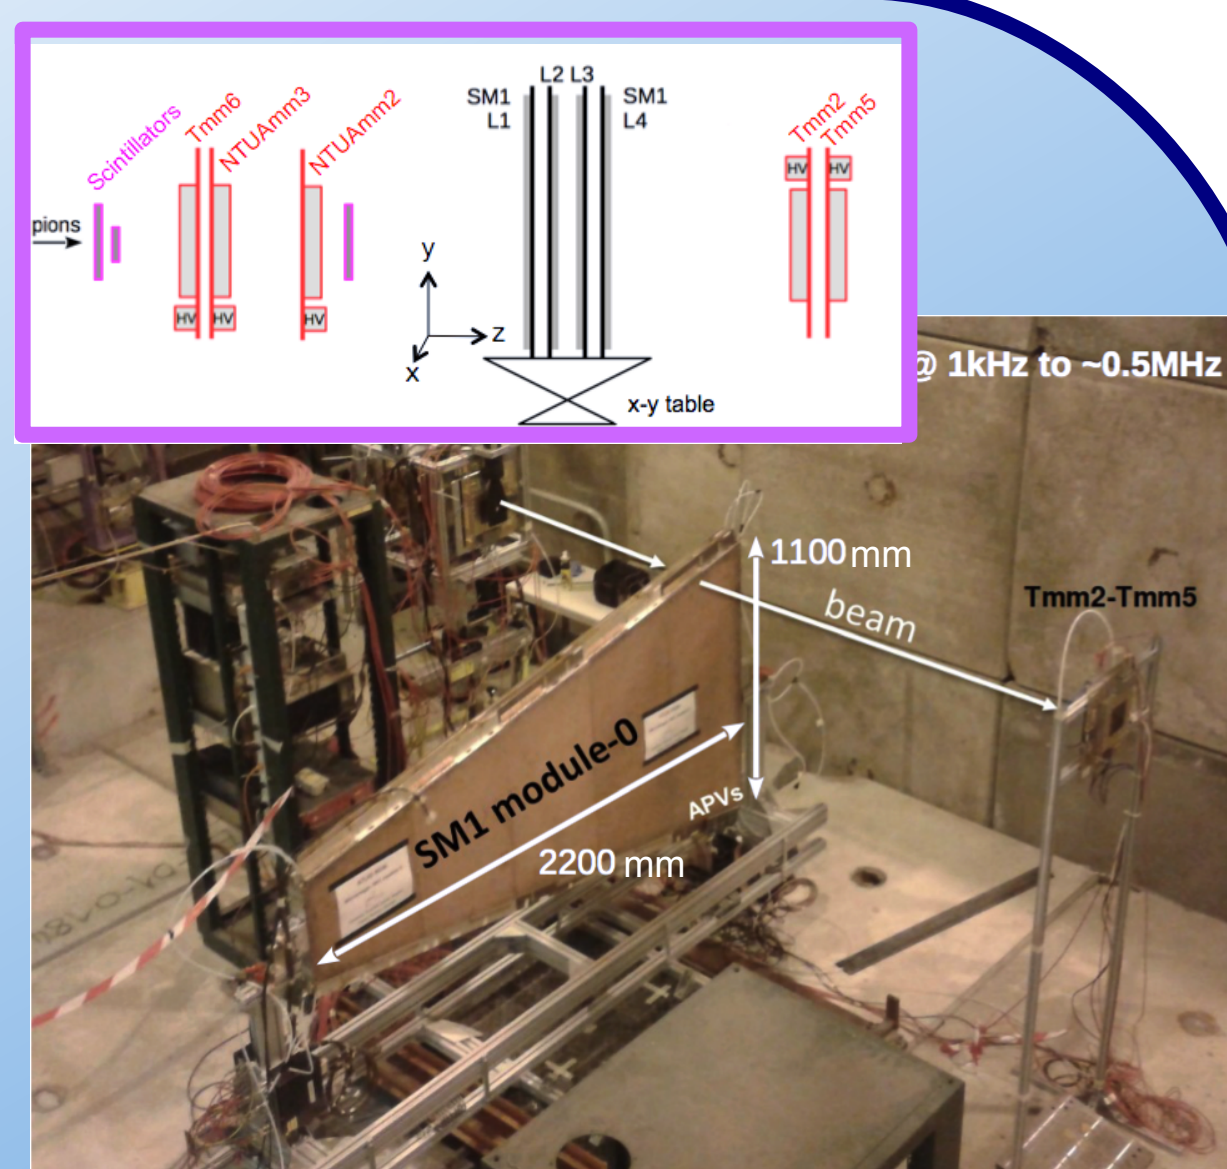 L2 L3
SM1
L1
SM1
L4
Scintillators
Tmm6
NTUAmm3
NTUAmm2
Tmm2
Tmm5
HV
HV
pions
y
HV
HV
HV
z
x
x-y table
@ 1kHz to ~0.5MHz
1100 mm
beam
Tmm2-Tmm5
SM1 module-0
APVs
2200 mm